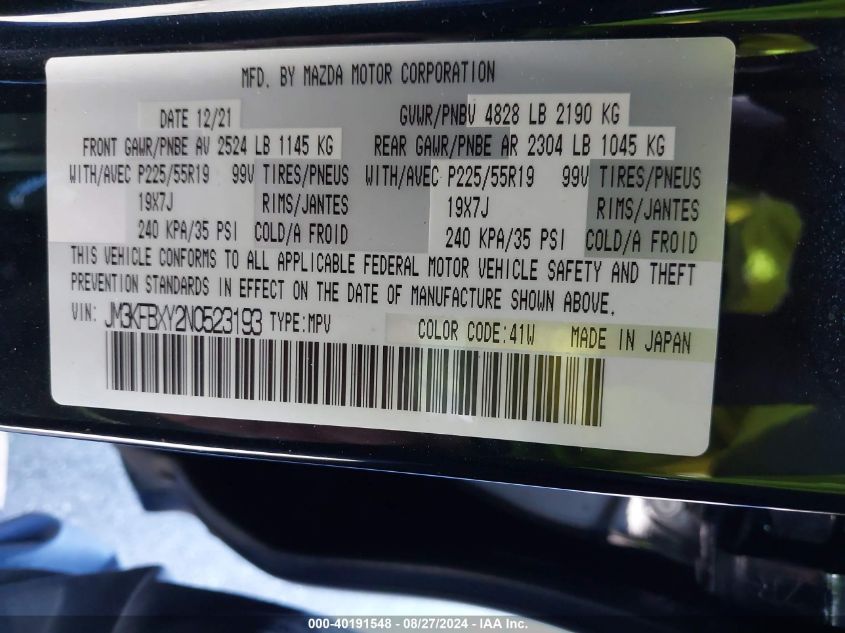 MFD. BY MAZDA MOTOR CORPORATION
DATE 12/21 GVWR/PNBV 4828 LB 2190 KG
FRONT GAWR/PNBE AV 2524 LB 1145 KG REAR GAWR/PNBE AR 2304 LB 1045 KG
WITH/AVEC P225/55R19 99V TIRES/PNEUS WITH/AVEC P225/55R19 99V TIRES/PNEUS
19X7J RIMS/JANTES 19X7J RIMS/JANTES
240 KPA/35 PSI COLD/A FROID 240 KPA/35 PSI COLD/A FROID
THIS VEHICLE CONFORMS TO ALL APPLICABLE FEDERAL MOTOR VEHICLE SAFETY AND THEFT
PREVENTION STANDARDS IN EFFECT ON THE DATE OF MANUFACTURE SHOWN ABOVE.
VIN: JM3KFBXY2N0523193 TYPE:MPV COLOR CODE:41W MADE IN JAPAN
000-40191548 - 08/27/2024 - IAA Inc.